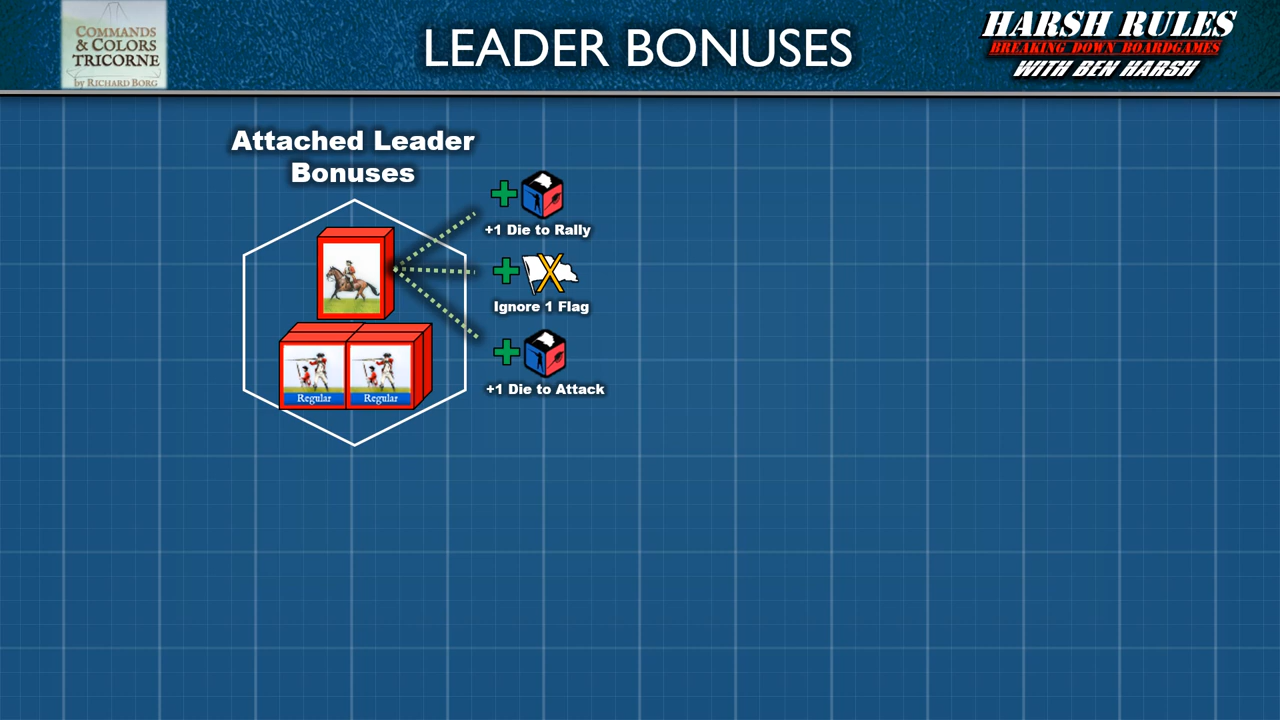 COMMANDS
& COLORS
TRICORNE
by RICHARD BORG
LEADER BONUSES
HARSH RULES
BREAKING DOWN BOARDGAMES
WITH BEN HARSH
Attached Leader
Bonuses
+1 Die to Rally
Ignore 1 Flag
+1 Die to Attack
Regular
Regular